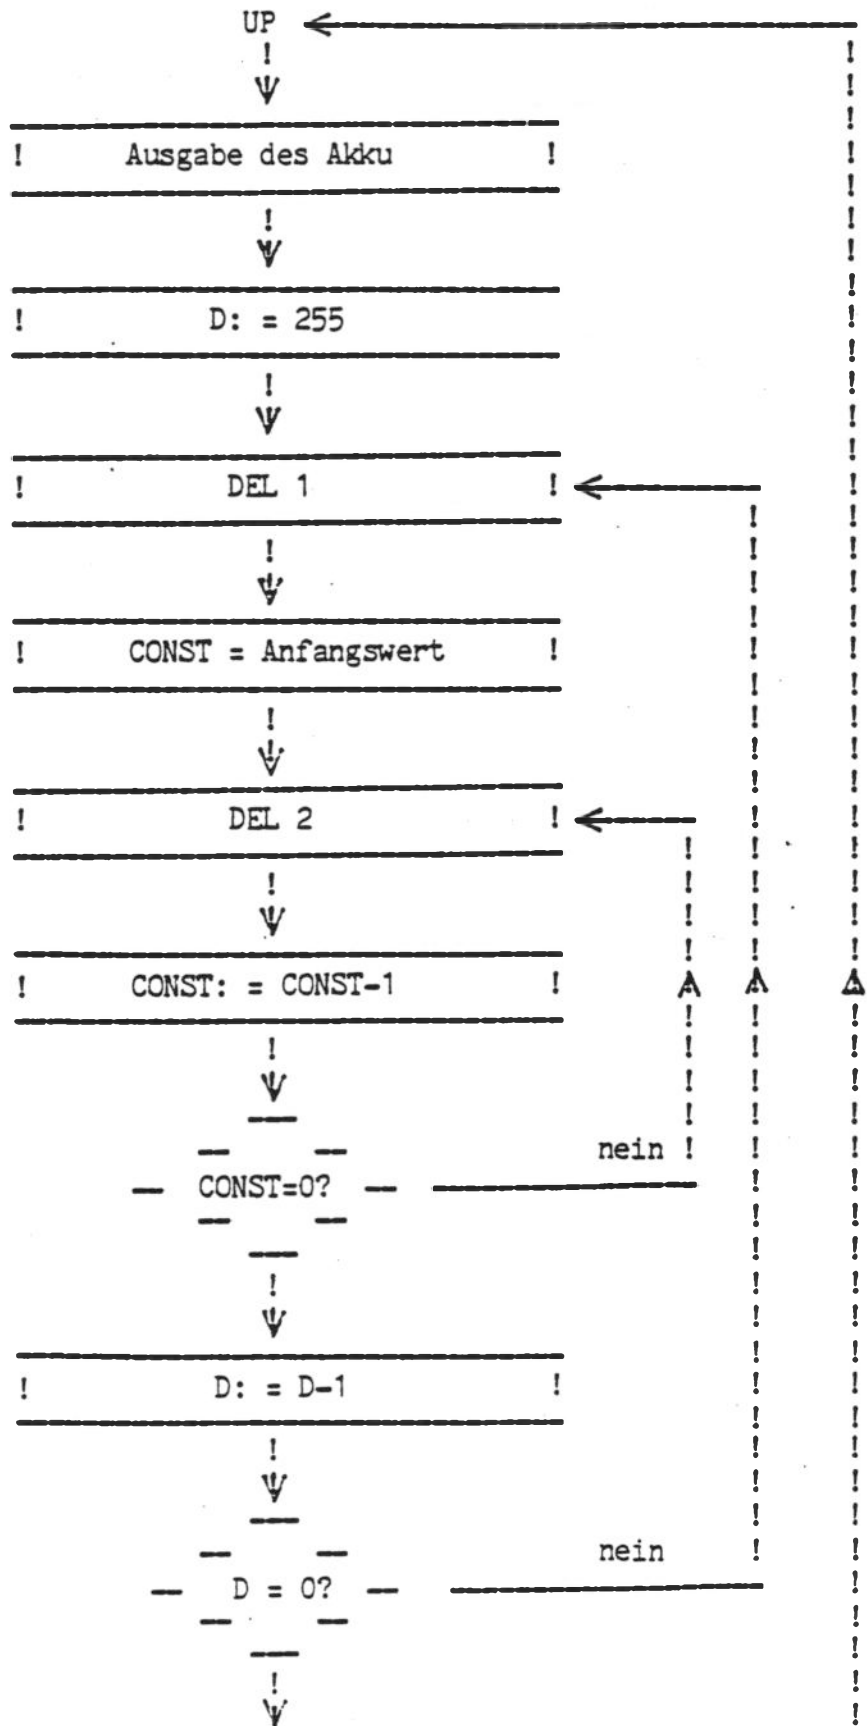 UP
Ausgabe des Akku
D: = 255
DEL 1
CONST = Anfangswert
DEL 2
CONST: = CONST-1
nein
CONST=0?
D: = D-1
nein
D = 0?